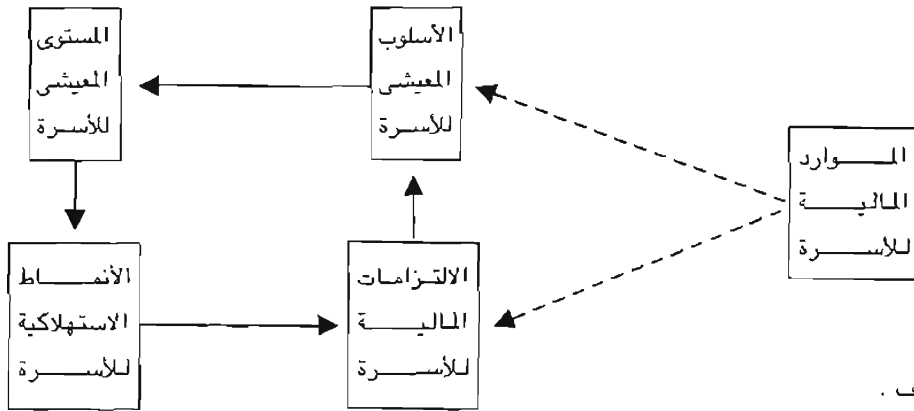 الموارد
المالية
للأسرة
الأسلوب
المعيشى
للأسرة
المستوى
المعيشى
للأسرة
الأنماط
الاستهلاكية
للأسرة
الالتزامات
المالية
للأسرة